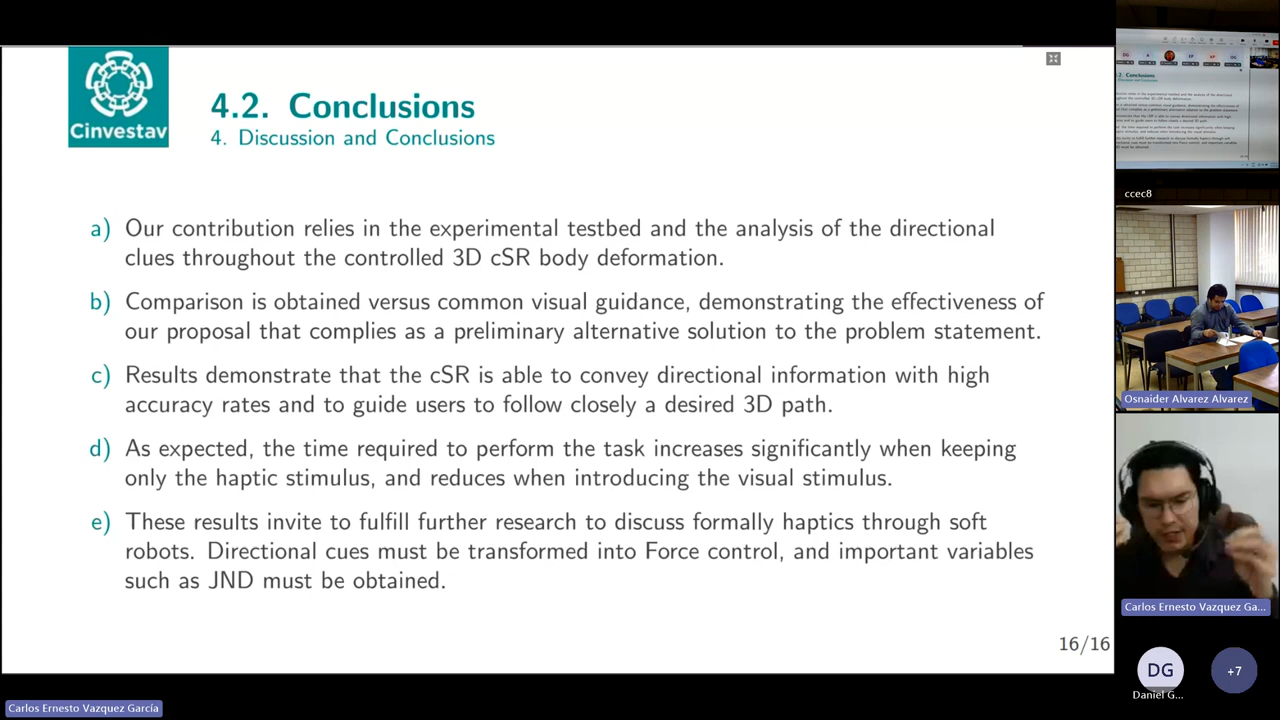 Cinvestav
4.2. Conclusions
4. Discussion and Conclusions
a) Our contribution relies in the experimental testbed and the analysis of the directional
clues throughout the controlled 3D cSR body deformation.
b) Comparison is obtained versus common visual guidance, demonstrating the effectiveness of
our proposal that complies as a preliminary alternative solution to the problem statement.
c) Results demonstrate that the cSR is able to convey directional information with high
accuracy rates and to guide users to follow closely a desired 3D path.
d) As expected, the time required to perform the task increases significantly when keeping
only the haptic stimulus, and reduces when introducing the visual stimulus.
e) These results invite to fulfill further research to discuss formally haptics through soft
robots. Directional cues must be transformed into Force control, and important variables
such as JND must be obtained.
16/16
Carlos Ernesto Vazquez García
ccec8
Osnaider Alvarez Alvarez
Carlos Ernesto Vazquez Ga...
DG
Daniel G...
+7